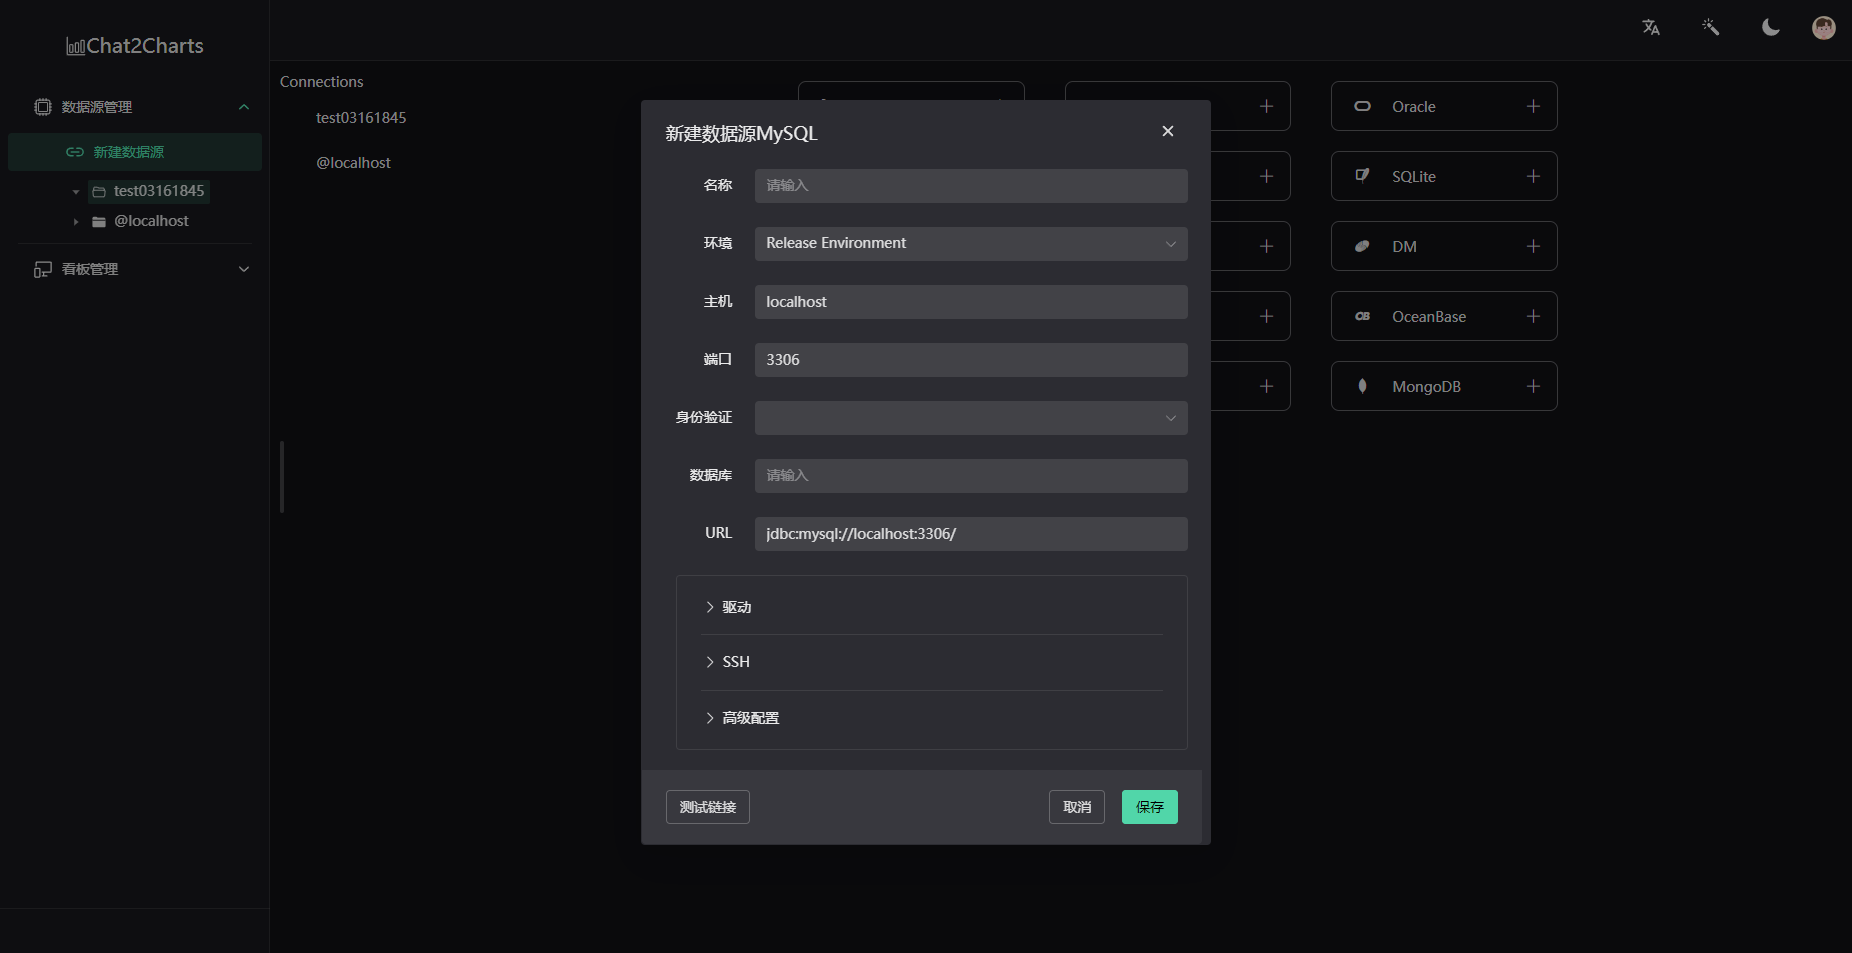 Chat2Charts
数据源管理
新建数据源
test03161845
@localhost
看板管理
Connections
test03161845
@localhost
Oracle
SQLite
DM
OceanBase
MongoDB
新建数据源MySQL
名称
请输入
环境
Release Environment
主机
localhost
端口
3306
身份验证
数据库
请输入
URL
jdbc:mysql://localhost:3306/
驱动
SSH
高级配置
测试链接
取消
保存